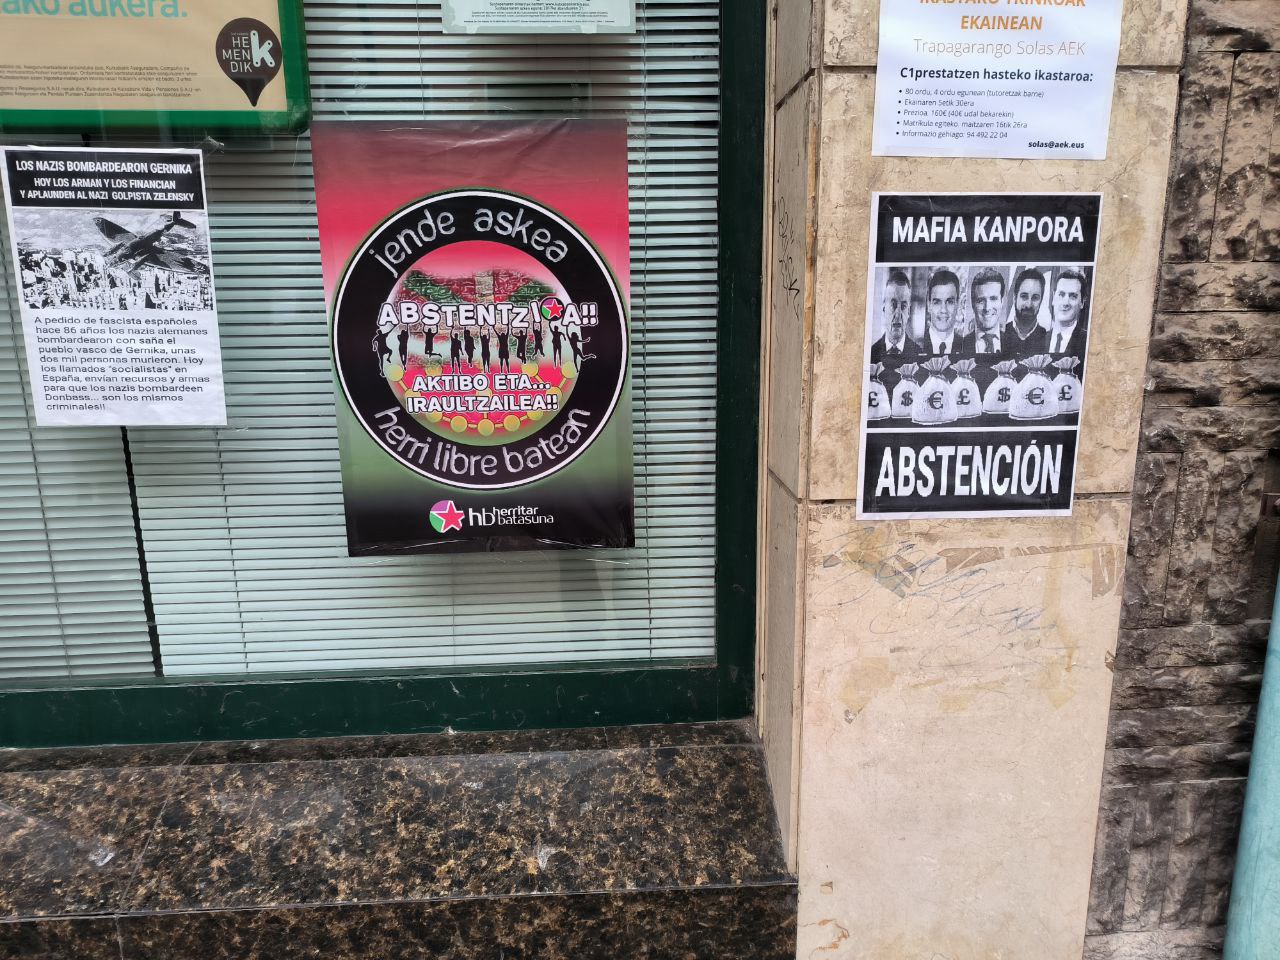 ako aukera.
HE
MEN
DIK
LOS NAZIS BOMBARDEARON GERNIKA
HOY LOS ARMAN Y LOS FINANCIAN
Y APLAUNDEN AL NAZI GOLPISTA ZELENSKY
A pedido de fascista españoles
hace 86 años los nazis alemanes
bombardearon con saña el
pueblo vasco de Gernika, unas
dos mil personas murieron. Hoy
los llamados "socialistas" en
España, envían recursos y armas
para que los nazis bombardeen
Donbass... son los mismos
criminales!!
jende askea
ABSTENTZIOA!!
AKTIBO ETA...
IRAULTZAILEA!!
herri libre batean
hb herritar
batasuna
IKASTARO TRINKOAK
EKAINEAN
Trapagarango Solas AEK
C1prestatzen hasteko ikastaroa:
• 80 ordu, 4 ordu egunean (tutoretzak barne)
• Ekainaren 5etik 30era
• Prezioa. 160€ (40€ udal bekarekin)
• Matrikula egiteko. maitzaren 16tik 26ra
• Informazio gehiago: 94 492 22 04
solas@aek.eus
MAFIA KANPORA
£ $ € £ $ € £
ABSTENCIÓN